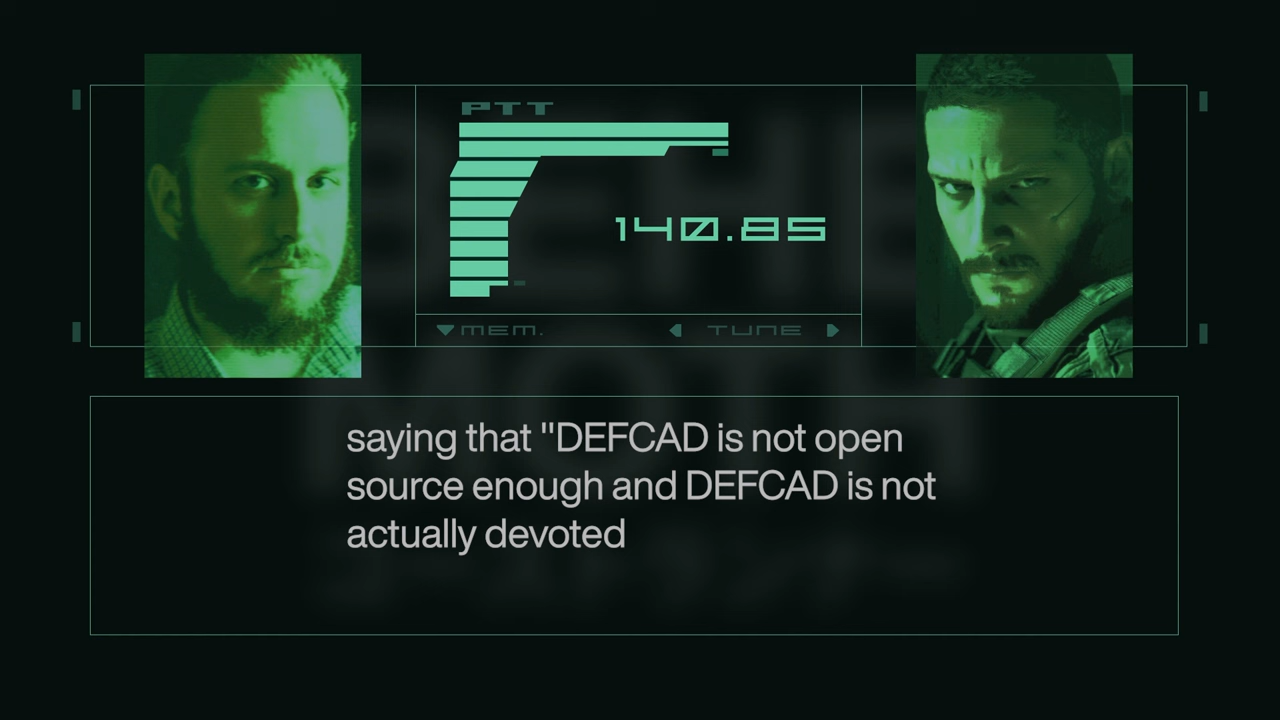 PTT
140.85
MEM.
TUNE
saying that "DEFCAD is not open
source enough and DEFCAD is not
actually devoted